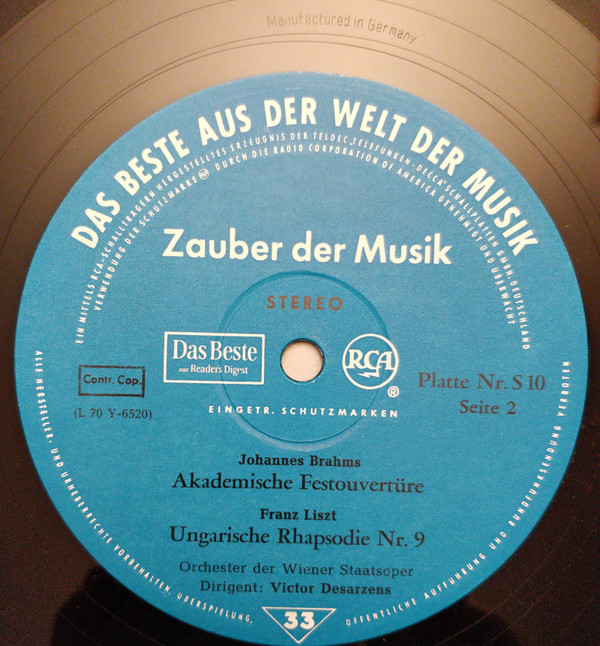 Manufactured in Germany
DAS BESTE AUS DER WELT DER MUSIK
EIN MITTELS RCA-SCHALLTRÄGERN HERGESTELLTES ERZEUGNIS DER TELDEC „TELEFUNKEN-DECCA“ SCHALLPLATTEN GMBH. DEUTSCHLAND
VERWENDUNG DER SCHUTZMARKE RCA DURCH DIE RADIO CORPORATION OF AMERICA GENEHMIGT UND ÜBERWACHT
Zauber der Musik
STEREO
Das Beste
aus Reader's Digest
RCA
®
Contr. Cop.
Platte Nr. S 10
(L 70 Y-6520)
Seite 2
EINGETR. SCHUTZMARKEN
Johannes Brahms
Akademische Festouvertüre
Franz Liszt
Ungarische Rhapsodie Nr. 9
Orchester der Wiener Staatsoper
Dirigent: Victor Desarzens
33
ALLE HERSTELLER- UND URHEBERRECHTE VORBEHALTEN, ÜBERSPIELUNG, ÖFFENTLICHE AUFFÜHRUNG UND RUNDFUNKSENDUNG VERBOTEN